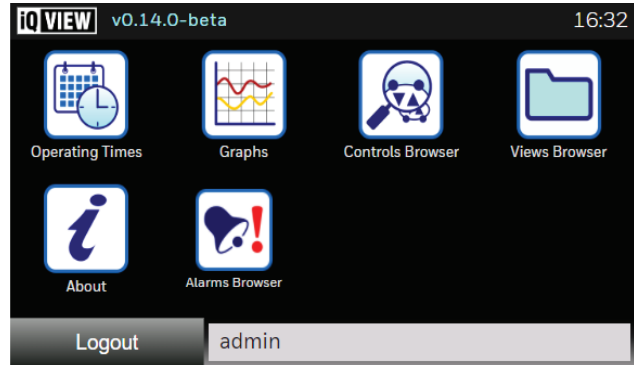 iQ VIEW v0.14.0-beta 16:32
Operating Times Graphs Controls Browser Views Browser
About Alarms Browser
Logout admin